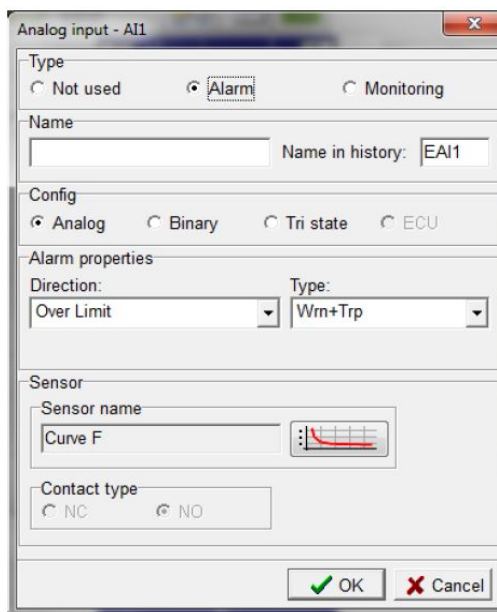 Analog input - AI1
Type
Not used Alarm Monitoring
Name
Name in history: EAI1
Config
Analog Binary Tri state ECU
Alarm properties
Direction: Type:
Over Limit Wrn+Trp
Sensor
Sensor name
Curve F
Contact type
NC NO
OK Cancel